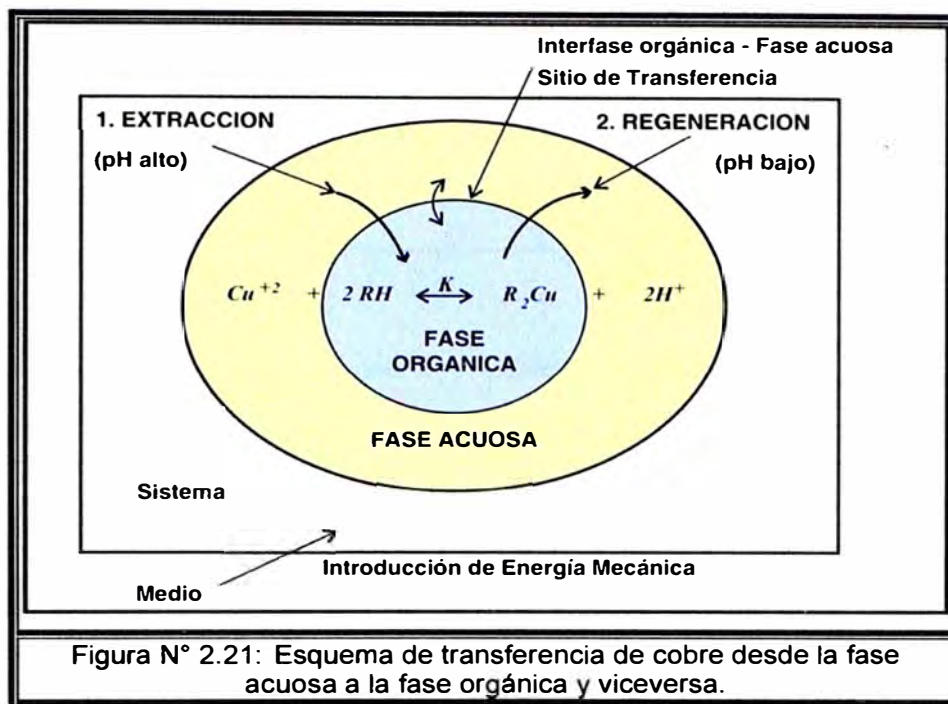 Interfase orgánica - Fase acuosa
Sitio de Transferencia
1. EXTRACCION
(pH alto)
2. REGENERACION
(pH bajo)
Cu +2 + 2 RH K R 2 Cu + 2H +
FASE
ORGANICA
FASE ACUOSA
Sistema
Introducción de Energía Mecánica
Medio
Figura N° 2.21: Esquema de transferencia de cobre desde la fase
acuosa a la fase orgánica y viceversa.